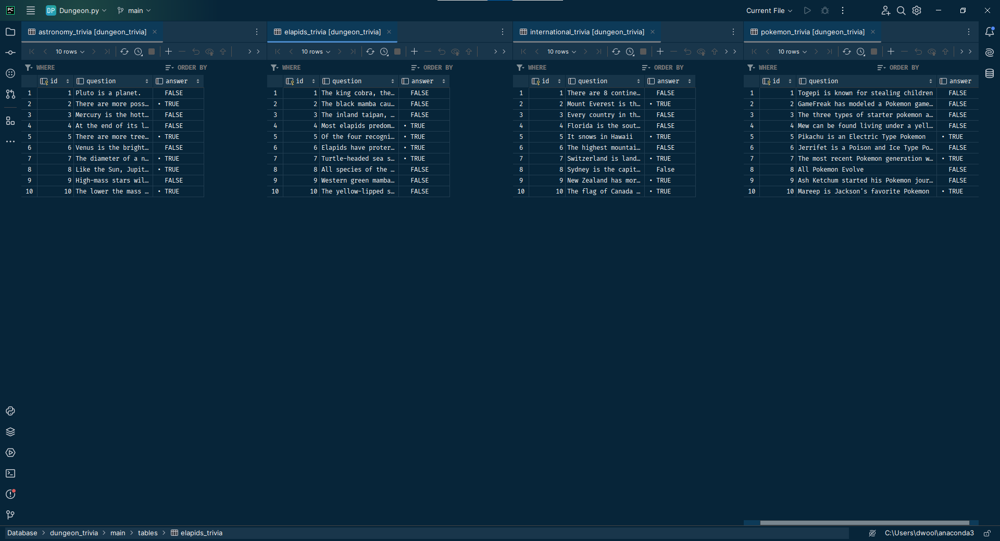 PC DP Dungeon.py main Current File
astronomy_trivia [dungeon_trivia] elapids_trivia [dungeon_trivia] international_trivia [dungeon_trivia] pokemon_trivia [dungeon_trivia]
10 rows 10 rows 10 rows 10 rows
WHERE ORDER BY WHERE ORDER BY WHERE ORDER BY WHERE ORDER BY
id question answer id question answer id question answer id question answer
1 1 Pluto is a planet. FALSE 1 1 The king cobra, the… FALSE 1 1 There are 8 contine… FALSE 1 1 Togepi is known for stealing children FALSE
2 2 There are more poss… • TRUE 2 2 The black mamba cau… FALSE 2 2 Mount Everest is th… • TRUE 2 2 GameFreak has modeled a Pokemon game… FALSE
3 3 Mercury is the hott… FALSE 3 3 The inland taipan, … FALSE 3 3 Every country in th… FALSE 3 3 The three types of starter pokemon a… FALSE
4 4 At the end of its l… FALSE 4 4 Most elapids predom… • TRUE 4 4 Florida is the sout… FALSE 4 4 Mew can be found living under a yell… FALSE
5 5 There are more tree… • TRUE 5 5 Of the four recogni… • TRUE 5 5 It snows in Hawaii • TRUE 5 5 Pikachu is an Electric Type Pokemon • TRUE
6 6 Venus is the bright… FALSE 6 6 Elapids have proter… • TRUE 6 6 The highest mountai… FALSE 6 6 Jerrifet is a Poison and Ice Type Po… FALSE
7 7 The diameter of a n… • TRUE 7 7 Turtle-headed sea s… • TRUE 7 7 Switzerland is land… • TRUE 7 7 The most recent Pokemon generation w… • TRUE
8 8 Like the Sun, Jupit… • TRUE 8 8 All species of the … FALSE 8 8 Sydney is the capit… False 8 8 All Pokemon Evolve FALSE
9 9 High-mass stars wil… FALSE 9 9 Western green mamba… FALSE 9 9 New Zealand has mor… • TRUE 9 9 Ash Ketchum started his Pokemon jour… FALSE
10 10 The lower the mass … • TRUE 10 10 The yellow-lipped s… FALSE 10 10 The flag of Canada … • TRUE 10 10 Mareep is Jackson's favorite Pokemon • TRUE
Database > dungeon_trivia > main > tables > elapids_trivia C:\Users\dwool\anaconda3